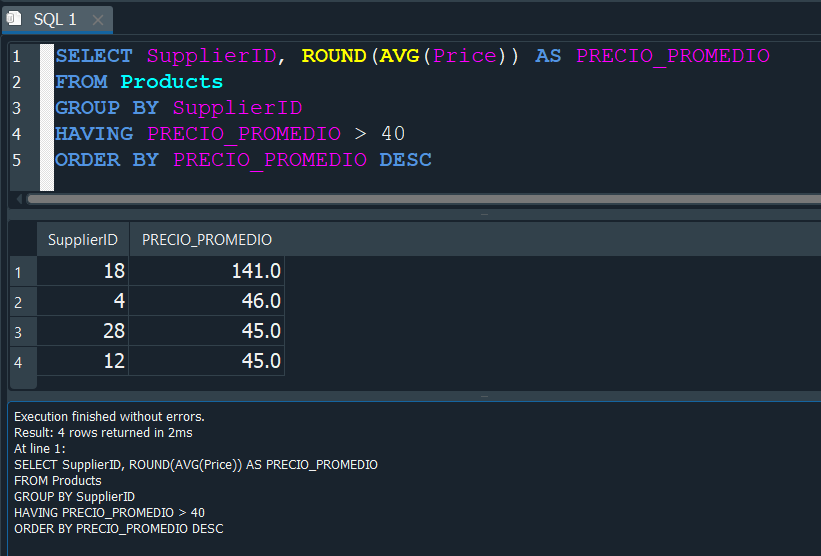 SQL 1
1 SELECT SupplierID, ROUND(AVG(Price)) AS PRECIO_PROMEDIO
2 FROM Products
3 GROUP BY SupplierID
4 HAVING PRECIO_PROMEDIO > 40
5 ORDER BY PRECIO_PROMEDIO DESC
SupplierID PRECIO_PROMEDIO
1 18 141.0
2 4 46.0
3 28 45.0
4 12 45.0
Execution finished without errors.
Result: 4 rows returned in 2ms
At line 1:
SELECT SupplierID, ROUND(AVG(Price)) AS PRECIO_PROMEDIO
FROM Products
GROUP BY SupplierID
HAVING PRECIO_PROMEDIO > 40
ORDER BY PRECIO_PROMEDIO DESC